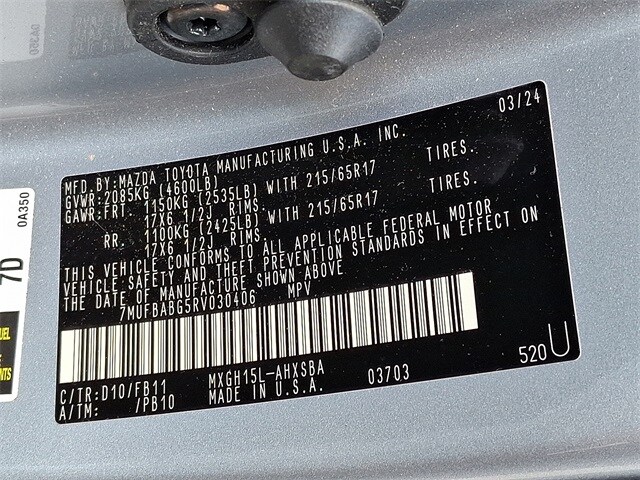 03/24
MFD.BY:MAZDA TOYOTA MANUFACTURING U.S.A. INC.
GVWR:2085KG (4600LB)
GAWR:FRT. 1150KG (2535LB) WITH 215/65R17 TIRES.
17X6 1/2J RIMS.
RR. 1100KG (2425LB) WITH 215/65R17 TIRES.
17X6 1/2J RIMS.
THIS VEHICLE CONFORMS TO ALL APPLICABLE FEDERAL MOTOR
VEHICLE SAFETY AND THEFT PREVENTION STANDARDS IN EFFECT ON
THE DATE OF MANUFACTURE SHOWN ABOVE
7MUFBABG5RV030406 MPV
C/TR:D10/FB11 MXGH15L-AHXSBA 03703 520U
A/TM: /PB10 MADE IN U.S.A.
7D
0A350